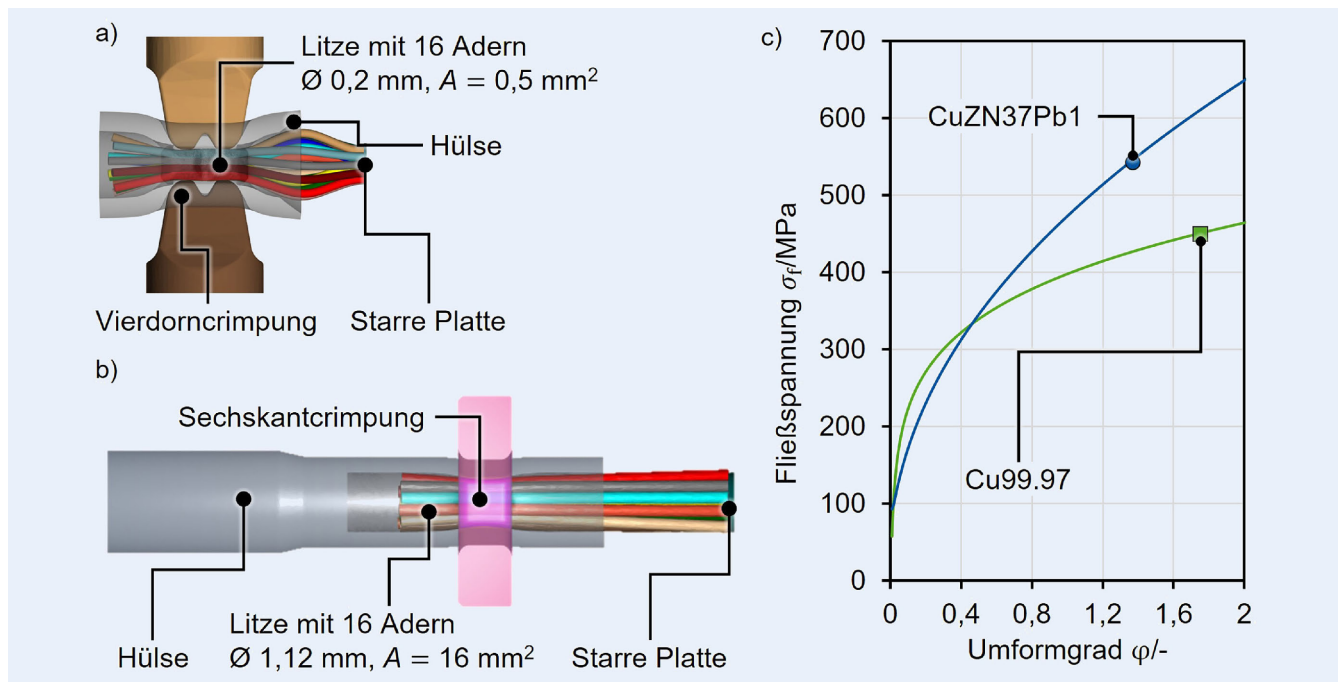 a)
Litze mit 16 Adern
Ø 0,2 mm, A = 0,5 mm²
Hülse
Vierdorncrimpung
Starre Platte
b)
Sechskantcrimpung
Litze mit 16 Adern
Ø 1,12 mm, A = 16 mm²
Hülse
Starre Platte
c)
700
600
500
400
300
200
100
0
Fließspannung σf/MPa
CuZN37Pb1
Cu99.97
0
0,4
0,8
1,2
1,6
2
Umformgrad φ/-